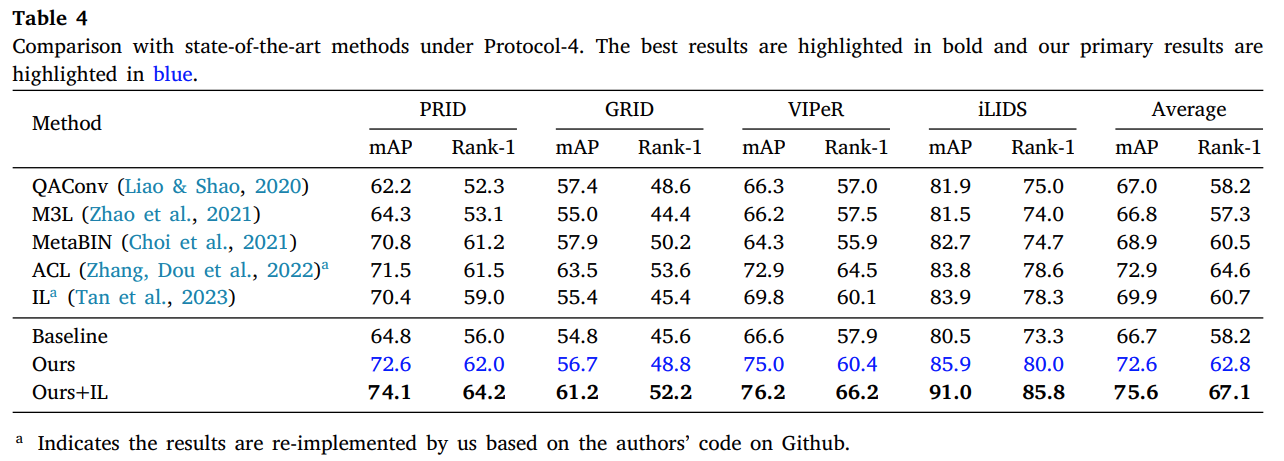 Table 4
Comparison with state-of-the-art methods under Protocol-4. The best results are highlighted in bold and our primary results are
highlighted in blue.
Method PRID GRID VIPeR iLIDS Average
mAP Rank-1 mAP Rank-1 mAP Rank-1 mAP Rank-1 mAP Rank-1
QAConv (Liao & Shao, 2020) 62.2 52.3 57.4 48.6 66.3 57.0 81.9 75.0 67.0 58.2
M3L (Zhao et al., 2021) 64.3 53.1 55.0 44.4 66.2 57.5 81.5 74.0 66.8 57.3
MetaBIN (Choi et al., 2021) 70.8 61.2 57.9 50.2 64.3 55.9 82.7 74.7 68.9 60.5
ACL (Zhang, Dou et al., 2022)a 71.5 61.5 63.5 53.6 72.9 64.5 83.8 78.6 72.9 64.6
ILa (Tan et al., 2023) 70.4 59.0 55.4 45.4 69.8 60.1 83.9 78.3 69.9 60.7
Baseline 64.8 56.0 54.8 45.6 66.6 57.9 80.5 73.3 66.7 58.2
Ours 72.6 62.0 56.7 48.8 75.0 60.4 85.9 80.0 72.6 62.8
Ours+IL 74.1 64.2 61.2 52.2 76.2 66.2 91.0 85.8 75.6 67.1
a Indicates the results are re-implemented by us based on the authors' code on Github.